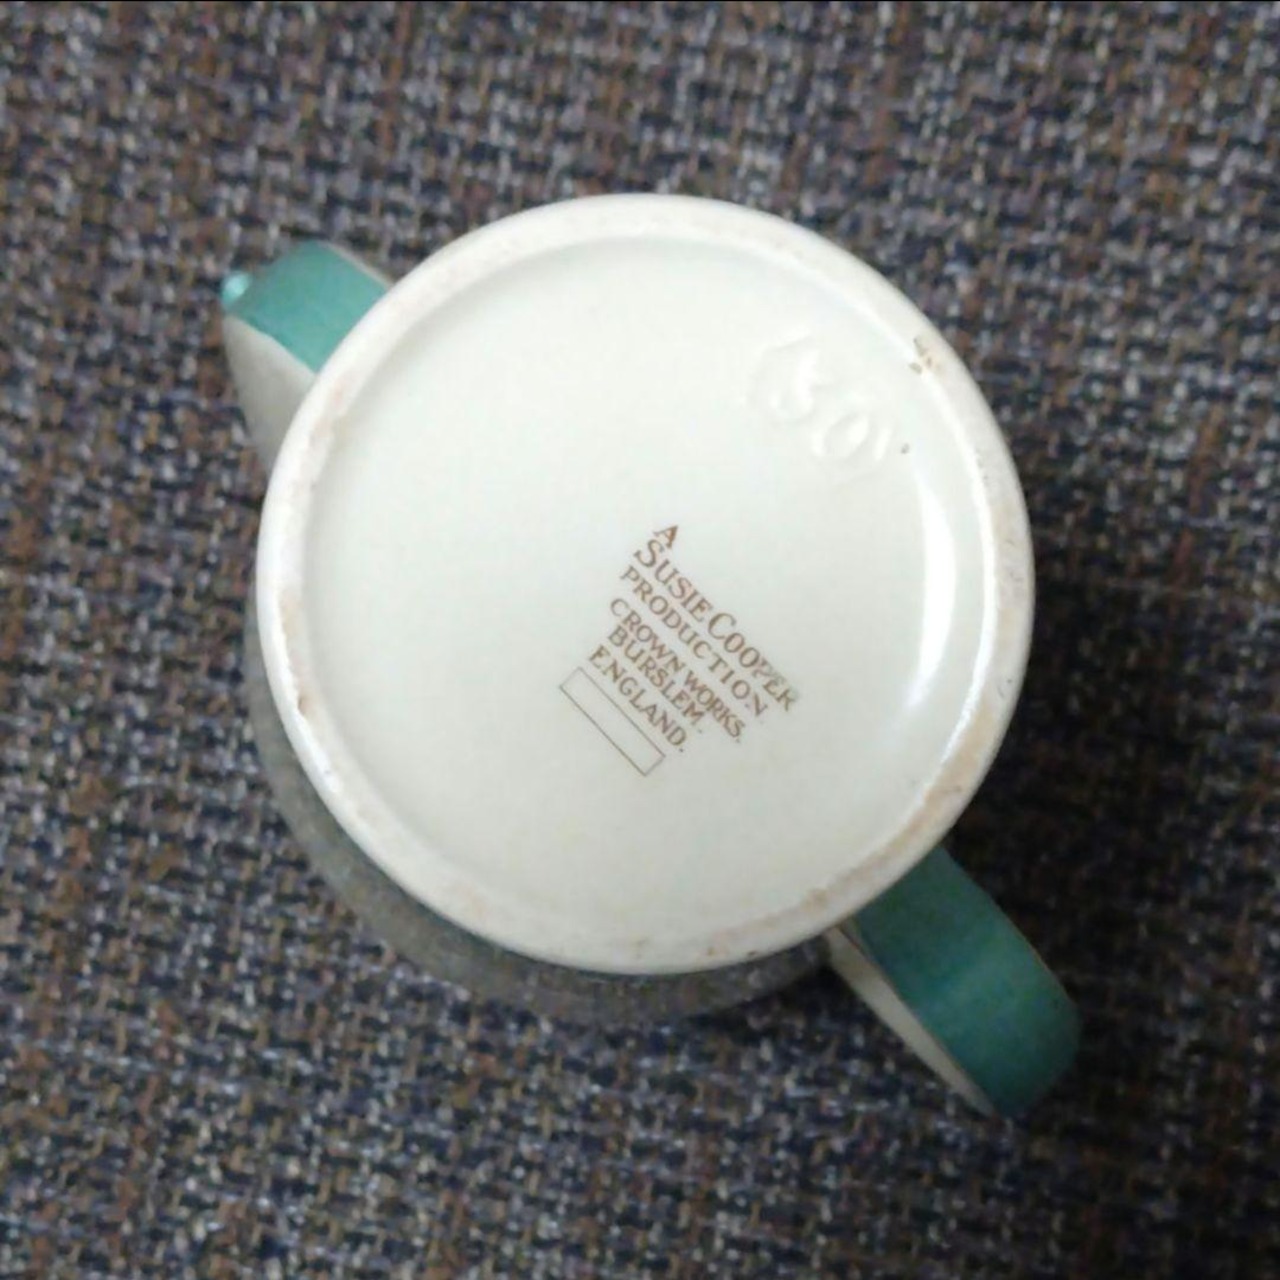 A
SUSIE COOPER
PRODUCTION
CROWN WORKS.
BURSLEM.
ENGLAND.